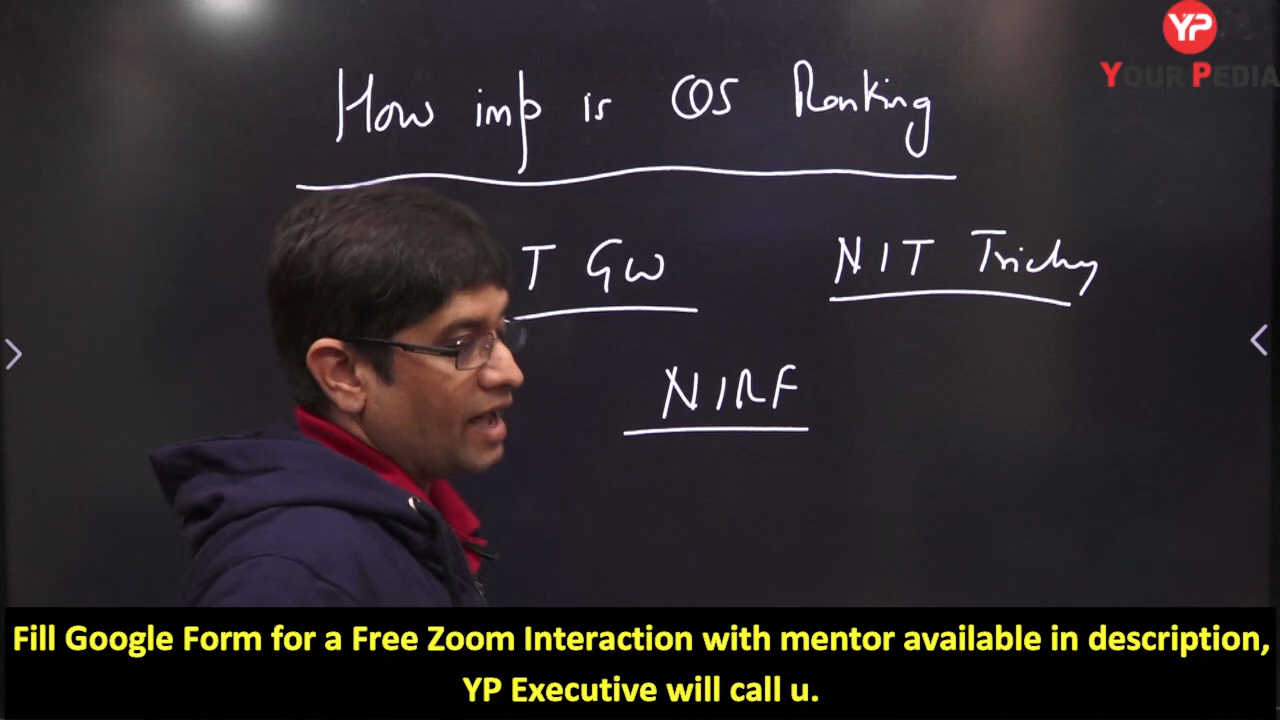 YP
YOUR PEDIA
How imp is QS Ranking
T Gw
NIT Trichy
NIRF
Fill Google Form for a Free Zoom Interaction with mentor available in description,
YP Executive will call u.